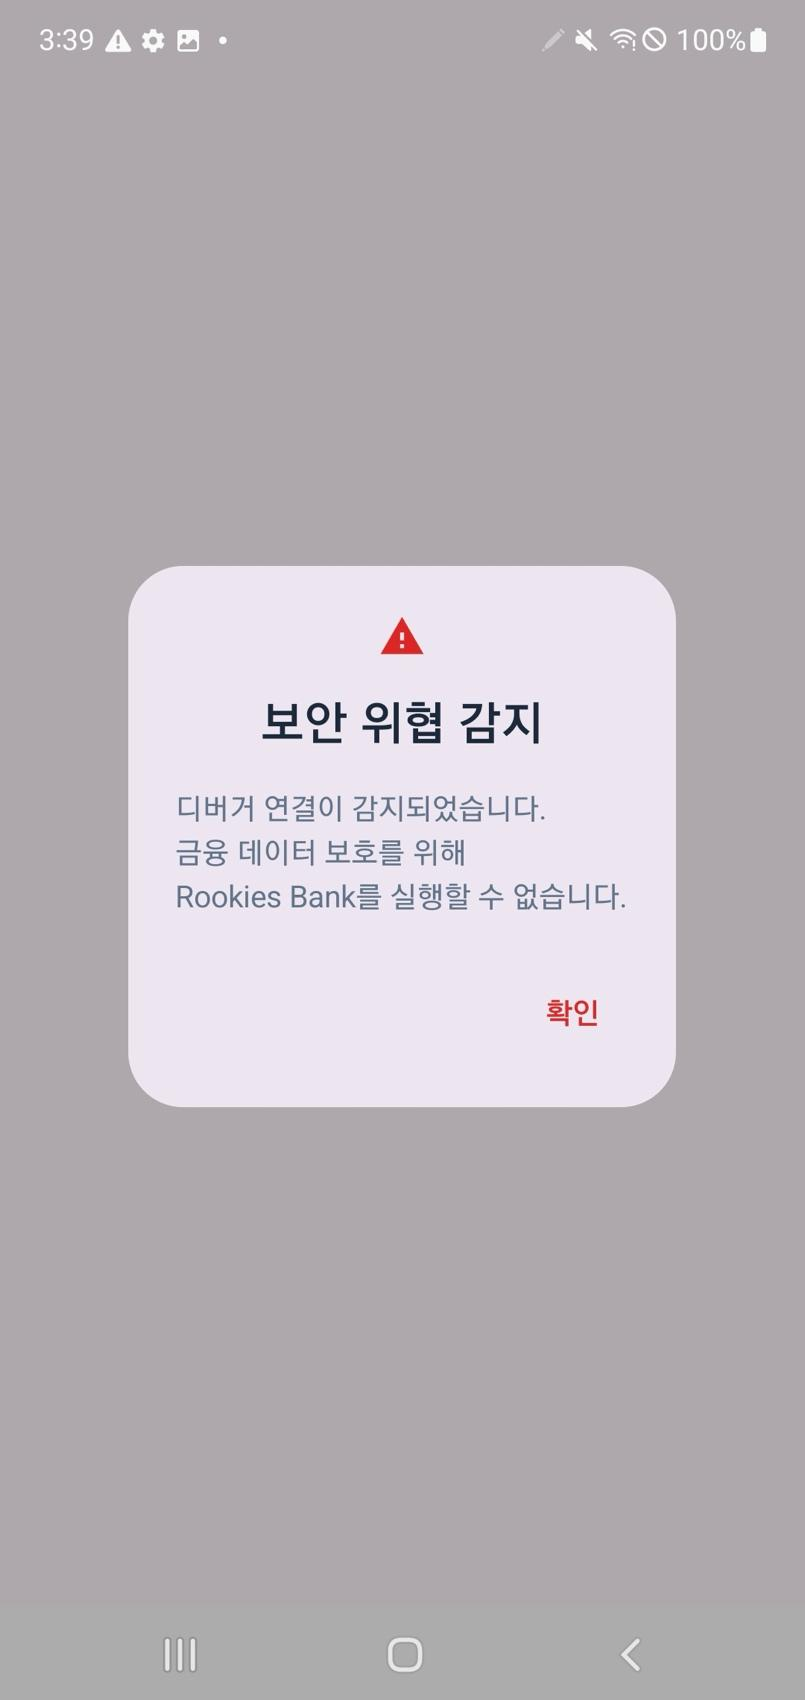 3:39
100%
보안 위협 감지
디버거 연결이 감지되었습니다.
금융 데이터 보호를 위해
Rookies Bank를 실행할 수 없습니다.
확인